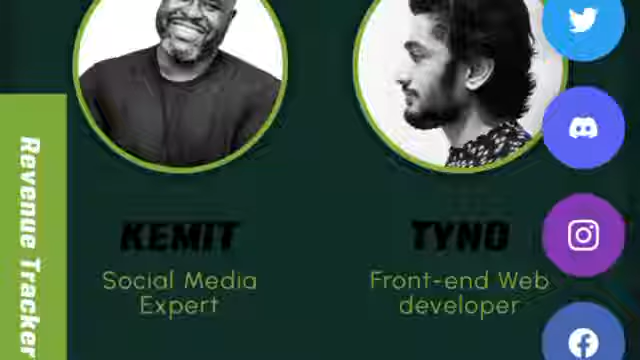 Revenue Tracker
KEMIT
Social Media
Expert
TYNO
Front-end Web
developer